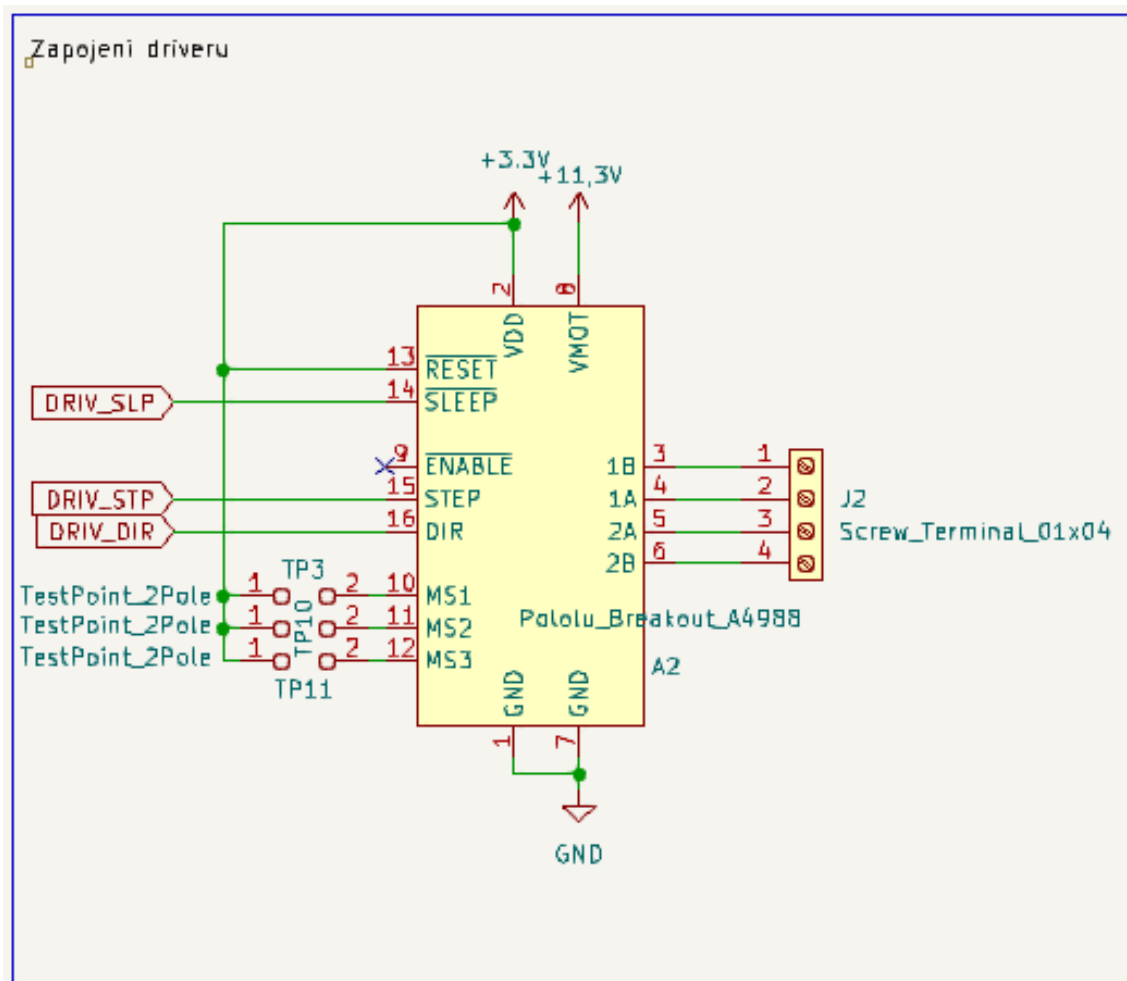 Zapojeni driveru
+3.3V
+11,3V
2
8
VDD
VMOT
13
RESET
14
SLEEP
DRIV_SLP
9
ENABLE
DRIV_STP
15
STEP
DRIV_DIR
16
DIR
1B
3
1
1A
4
2
2A
5
3
2B
6
4
J2
Screw_Terminal_01x04
TP3
TestPoint_2Pole
1
2
10
MS1
TestPoint_2Pole
1
TP10
2
11
MS2
TestPoint_2Pole
1
2
12
MS3
TP11
Pololu_Breakout_A4988
A2
GND
GND
1
7
GND